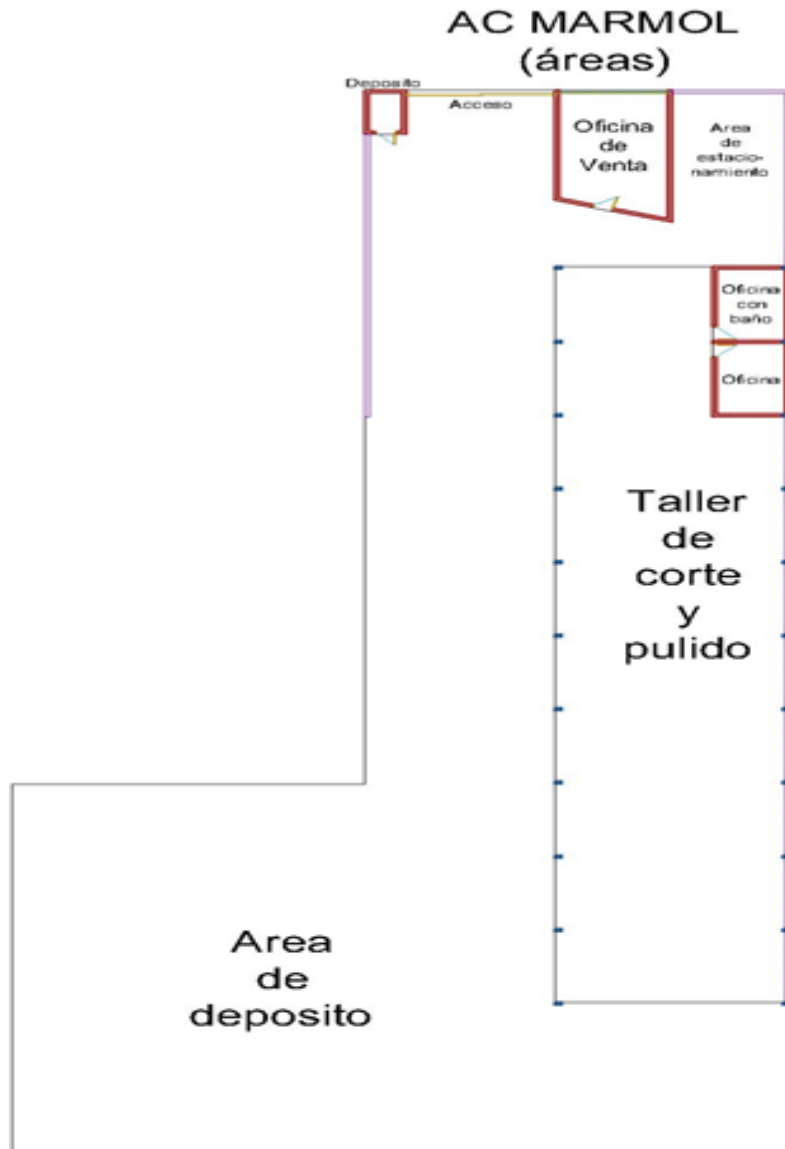 AC MARMOL
(áreas)
Deposito
Acceso
Oficina
de
Venta
Area
de
estacio-
namiento
Oficina
con
baño
Oficina
Taller
de
corte
y
pulido
Area
de
deposito